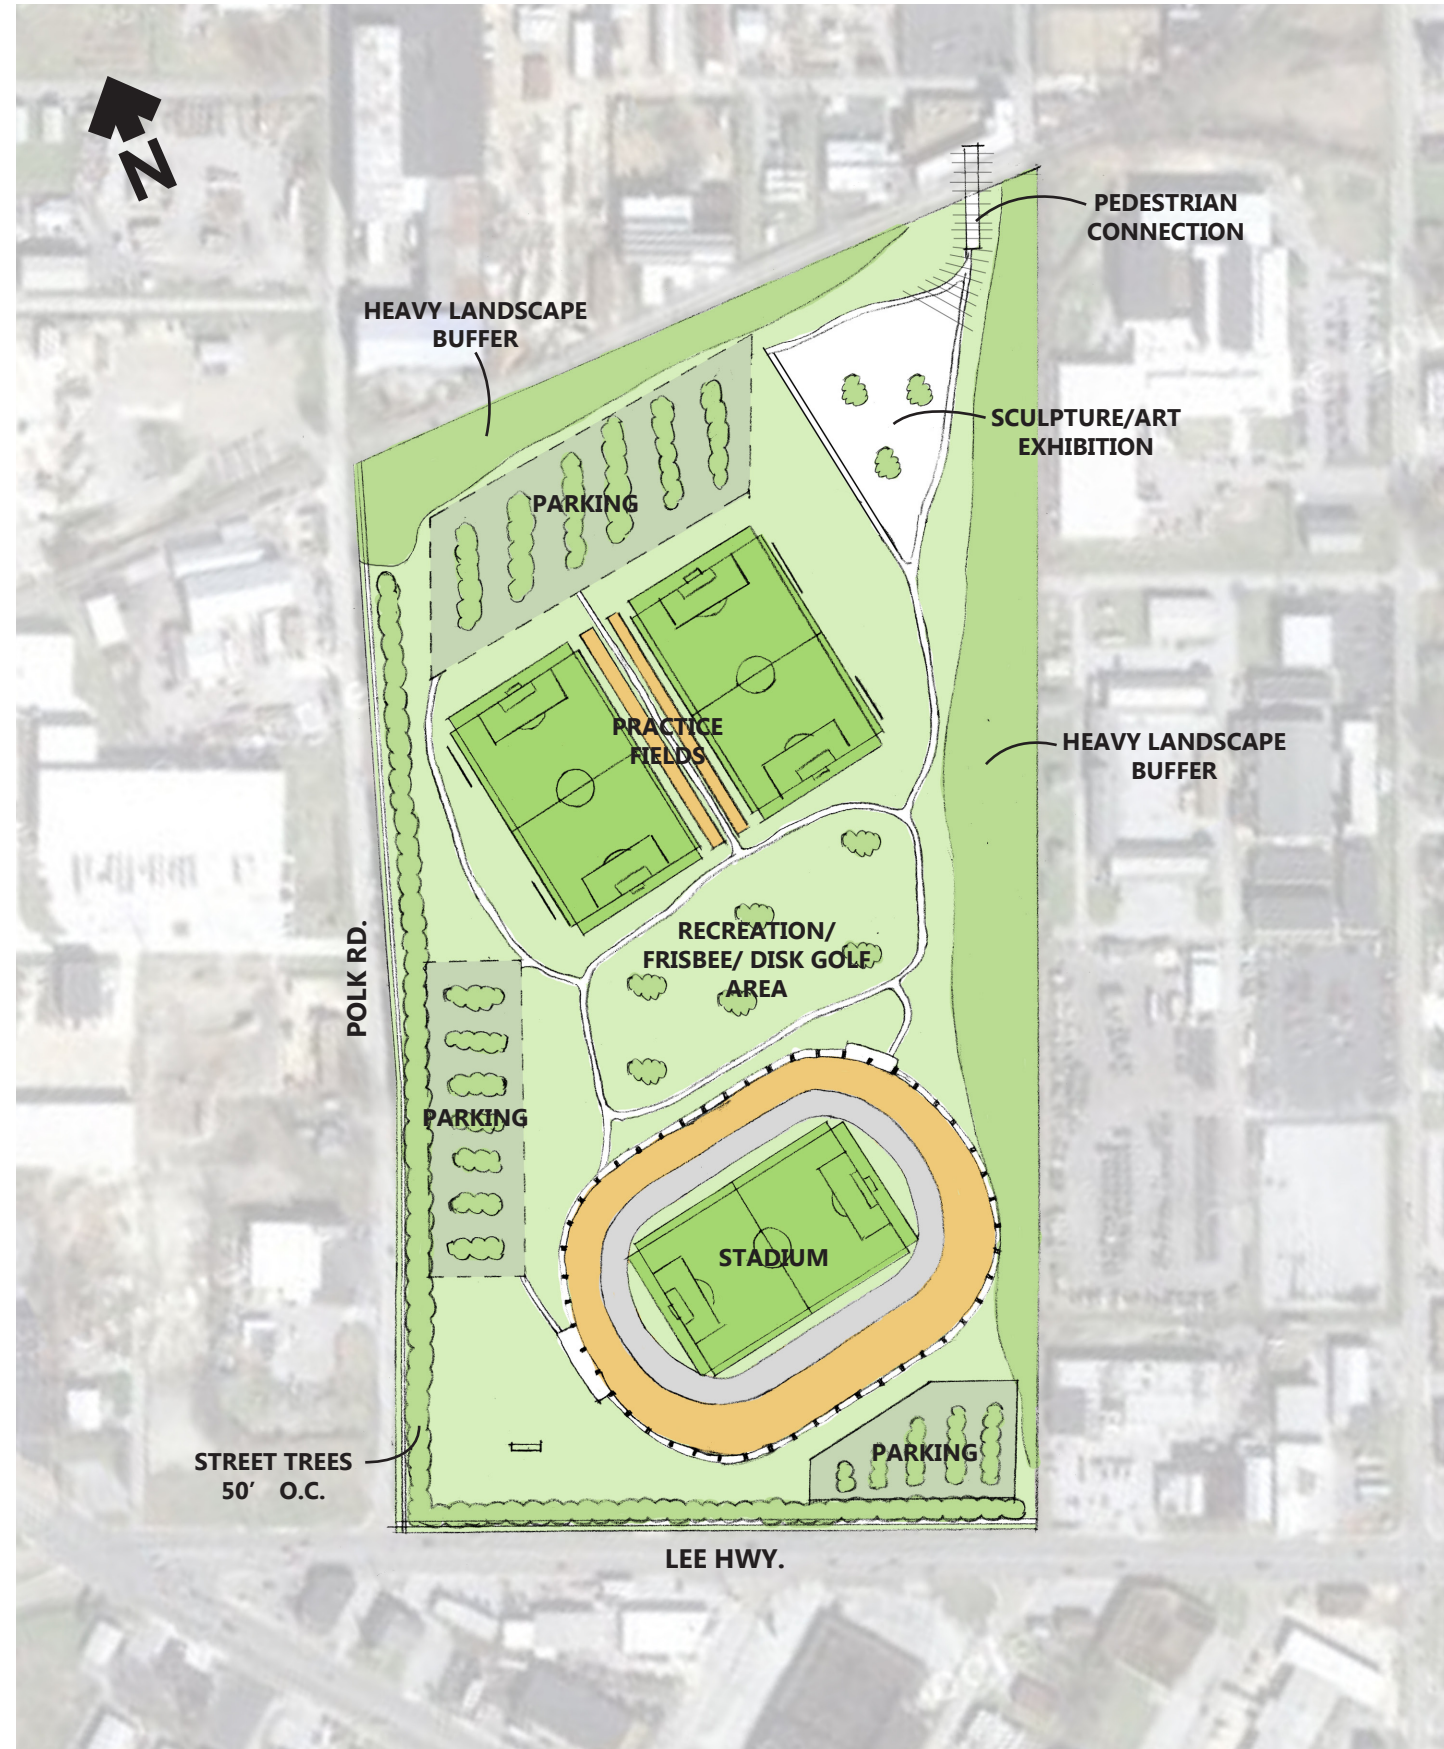 N
PEDESTRIAN
CONNECTION
HEAVY LANDSCAPE
BUFFER
SCULPTURE/ART
EXHIBITION
PARKING
PRACTICE
FIELDS
HEAVY LANDSCAPE
BUFFER
RECREATION/
FRISBEE/ DISK GOLF
AREA
POLK RD.
PARKING
STADIUM
STREET TREES
50' O.C.
PARKING
LEE HWY.